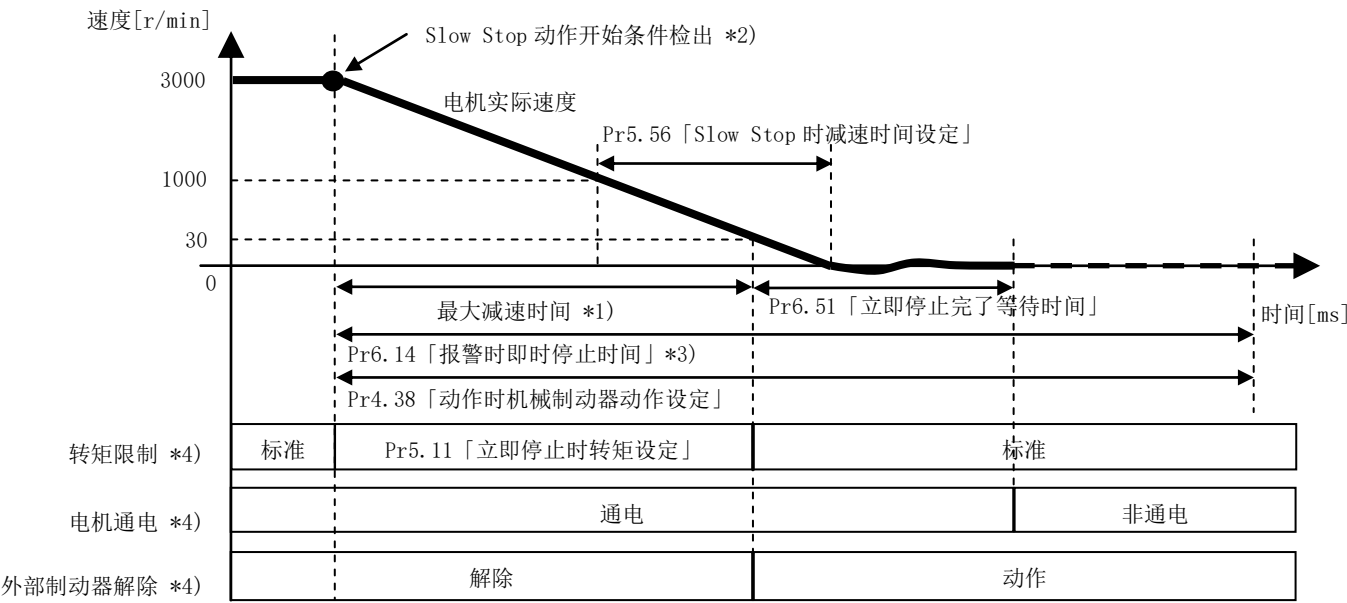 速度[r/min]
Slow Stop 动作开始条件检出 *2)
3000
电机实际速度
Pr5.56「Slow Stop 时减速时间设定」
1000
30
0
最大减速时间 *1)
Pr6.51「立即停止完了等待时间」
时间[ms]
Pr6.14「报警时即时停止时间」*3)
Pr4.38「动作时机械制动器动作设定」
转矩限制 *4)
标准
Pr5.11「立即停止时转矩设定」
标准
电机通电 *4)
通电
非通电
外部制动器解除 *4)
解除
动作